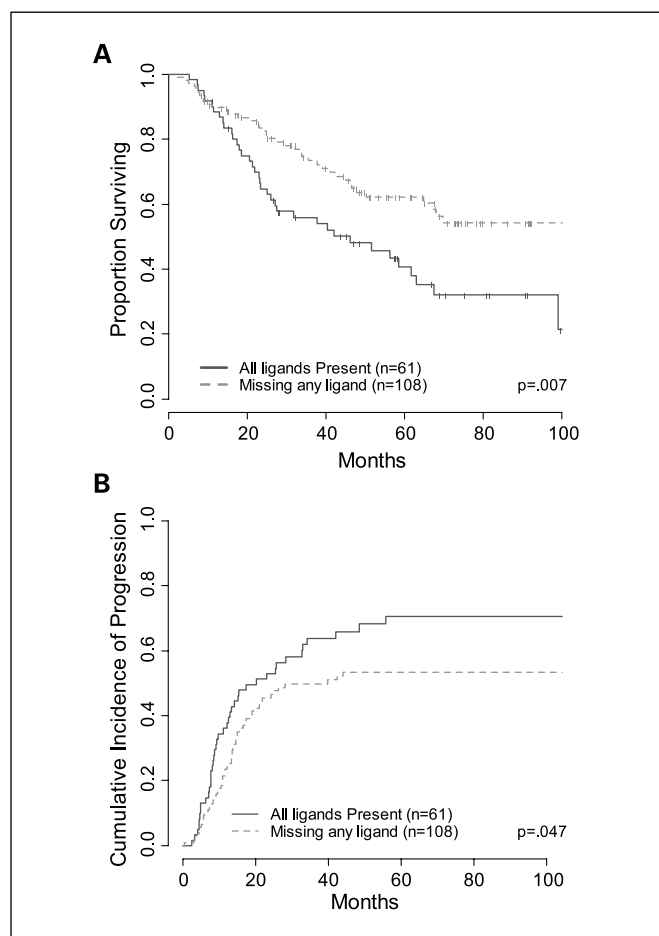 A
Proportion Surviving
1.0
0.8
0.6
0.4
0.2
0.0
All ligands Present (n=61)
Missing any ligand (n=108)
p=.007
0 20 40 60 80 100
Months
B
Cumulative Incidence of Progression
1.0
0.8
0.6
0.4
0.2
0.0
All ligands Present (n=61)
Missing any ligand (n=108)
p=.047
0 20 40 60 80 100
Months